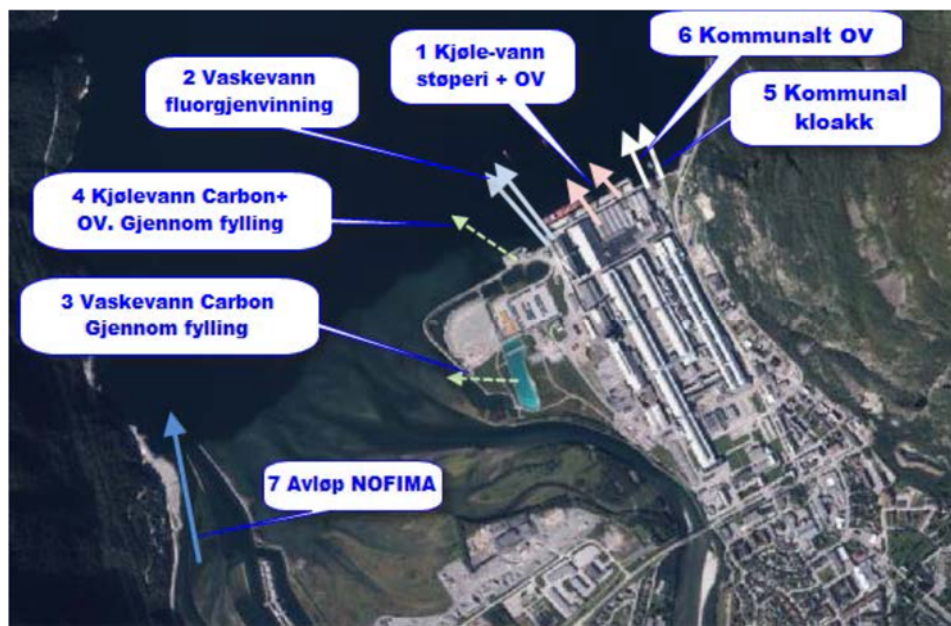 6 Kommunalt OV
1 Kjøle-vann
støperi + OV
2 Vaskevann
fluorgjenvinning
5 Kommunal
kloakk
4 Kjølevann Carbon+
OV. Gjennom fylling
3 Vaskevann Carbon
Gjennom fylling
7 Avløp NOFIMA